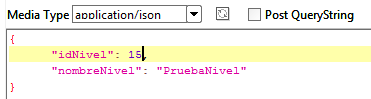 Media Type application/json Post QueryString
{
"idNivel": 15,
"nombreNivel": "PruebaNivel"
}